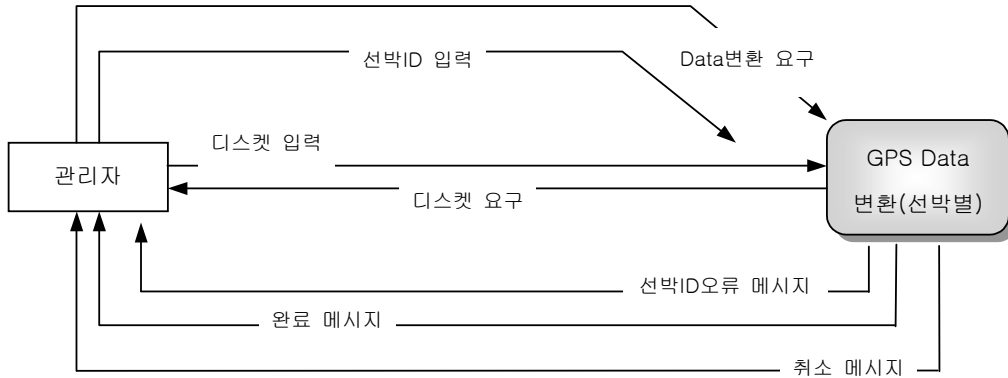 선박ID 입력
Data변환 요구
디스켓 입력
관리자
GPS Data
변환(선박별)
디스켓 요구
선박ID오류 메시지
완료 메시지
취소 메시지